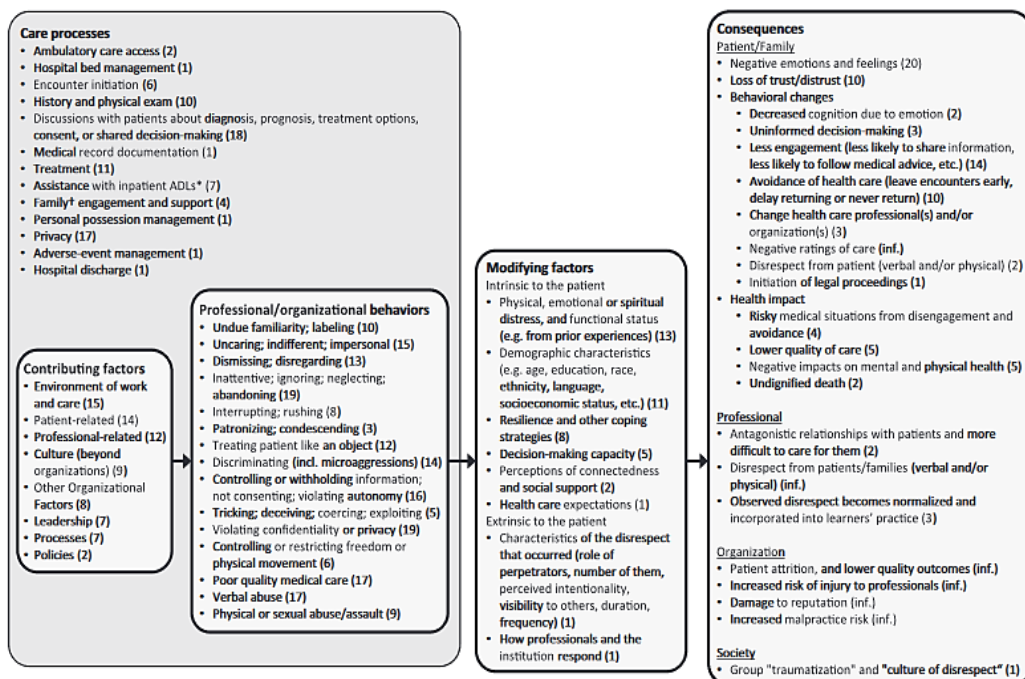 Care processes
• Ambulatory care access (2)
• Hospital bed management (1)
• Encounter initiation (6)
• History and physical exam (10)
• Discussions with patients about diagnosis, prognosis, treatment options,
consent, or shared decision-making (18)
• Medical record documentation (1)
• Treatment (11)
• Assistance with inpatient ADLs* (7)
• Family† engagement and support (4)
• Personal possession management (1)
• Privacy (17)
• Adverse-event management (1)
• Hospital discharge (1)
Contributing factors
• Environment of work
and care (15)
• Patient-related (14)
• Professional-related (12)
• Culture (beyond
organizations) (9)
• Other Organizational
Factors (8)
• Leadership (7)
• Processes (7)
• Policies (2)
Professional/organizational behaviors
• Undue familiarity; labeling (10)
• Uncaring; indifferent; impersonal (15)
• Dismissing; disregarding (13)
• Inattentive; ignoring; neglecting;
abandoning (19)
• Interrupting; rushing (8)
• Patronizing; condescending (3)
• Treating patient like an object (12)
• Discriminating (incl. microaggressions) (14)
• Controlling or withholding information;
not consenting; violating autonomy (16)
• Tricking; deceiving; coercing; exploiting (5)
• Violating confidentiality or privacy (19)
• Controlling or restricting freedom or
physical movement (6)
• Poor quality medical care (17)
• Verbal abuse (17)
• Physical or sexual abuse/assault (9)
Modifying factors
Intrinsic to the patient
• Physical, emotional or spiritual
distress, and functional status
(e.g. from prior experiences) (13)
• Demographic characteristics
(e.g. age, education, race,
ethnicity, language,
socioeconomic status, etc.) (11)
• Resilience and other coping
strategies (8)
• Decision-making capacity (5)
• Perceptions of connectedness
and social support (2)
• Health care expectations (1)
Extrinsic to the patient
• Characteristics of the disrespect
that occurred (role of
perpetrators, number of them,
perceived intentionality,
visibility to others, duration,
frequency) (1)
• How professionals and the
institution respond (1)
Consequences
Patient/Family
• Negative emotions and feelings (20)
• Loss of trust/distrust (10)
• Behavioral changes
• Decreased cognition due to emotion (2)
• Uninformed decision-making (3)
• Less engagement (less likely to share information,
less likely to follow medical advice, etc.) (14)
• Avoidance of health care (leave encounters early,
delay returning or never return) (10)
• Change health care professional(s) and/or
organization(s) (3)
• Negative ratings of care (inf.)
• Disrespect from patient (verbal and/or physical) (2)
• Initiation of legal proceedings (1)
• Health impact
• Risky medical situations from disengagement and
avoidance (4)
• Lower quality of care (5)
• Negative impacts on mental and physical health (5)
• Undignified death (2)
Professional
• Antagonistic relationships with patients and more
difficult to care for them (2)
• Disrespect from patients/families (verbal and/or
physical) (inf.)
• Observed disrespect becomes normalized and
incorporated into learners' practice (3)
Organization
• Patient attrition, and lower quality outcomes (inf.)
• Increased risk of injury to professionals (inf.)
• Damage to reputation (inf.)
• Increased malpractice risk (inf.)
Society
• Group "traumatization" and "culture of disrespect" (1)